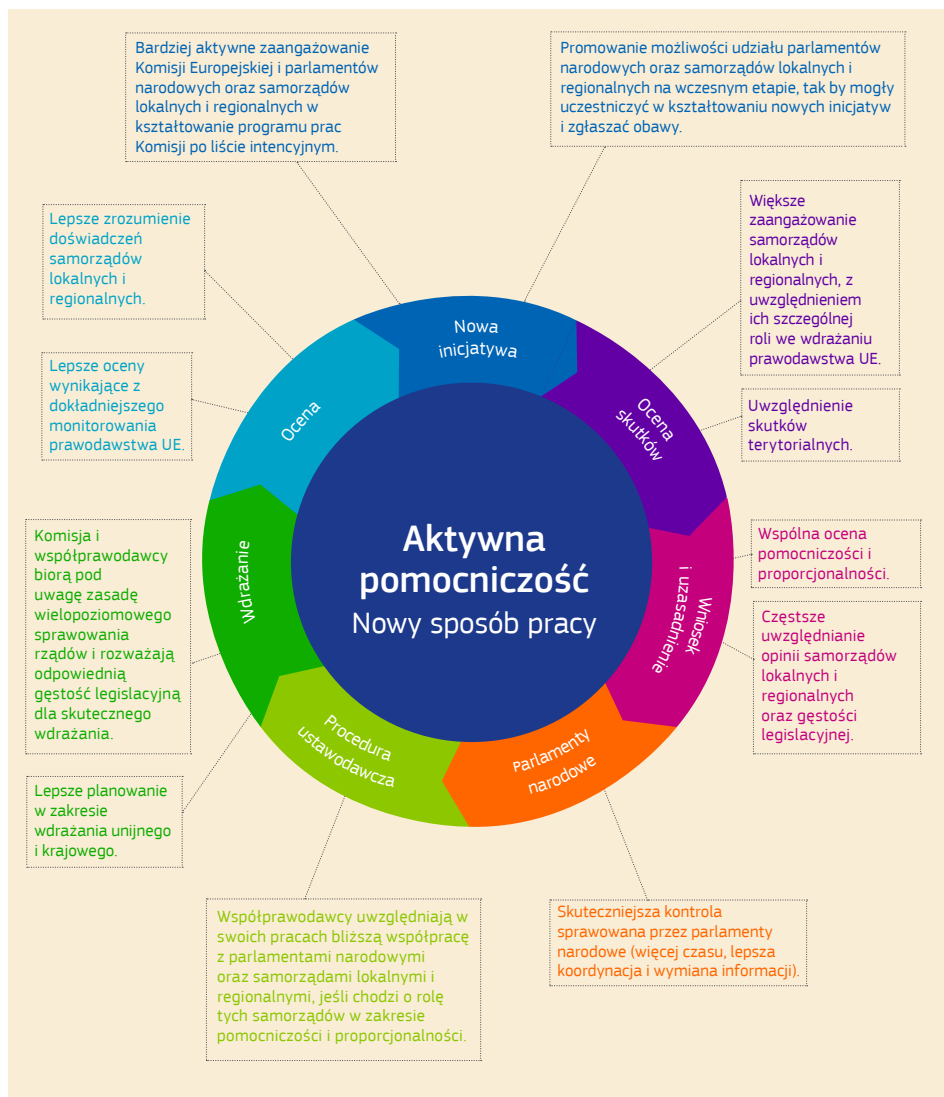 Bardziej aktywne zaangażowanie
Komisji Europejskiej i parlamentów
narodowych oraz samorządów
lokalnych i regionalnych w
kształtowanie programu prac
Komisji po liście intencyjnym.
Promowanie możliwości udziału parlamentów
narodowych oraz samorządów lokalnych i
regionalnych na wczesnym etapie, tak by mogły
uczestniczyć w kształtowaniu nowych inicjatyw
i zgłaszać obawy.
Lepsze zrozumienie
doświadczeń
samorządów
lokalnych i
regionalnych.
Większe
zaangażowanie
samorządów
lokalnych i
regionalnych, z
uwzględnieniem
ich szczególnej
roli we wdrażaniu
prawodawstwa UE.
Lepsze oceny
wynikające z
dokładniejszego
monitorowania
prawodawstwa UE.
Uwzględnienie
skutków
terytorialnych.
Nowa
inicjatywa
Ocena
skutków
Wniosek
i uzasadnienie
Parlamenty
narodowe
Procedura
ustawodawcza
Wdrażanie
Ocena
Aktywna
pomocniczość
Nowy sposób pracy
Komisja i
współprawodawcy
biorą pod
uwagę zasadę
wielopoziomowego
sprawowania
rządów i rozważają
odpowiednią
gęstość legislacyjną
dla skutecznego
wdrażania.
Wspólna ocena
pomocniczości i
proporcjonalności.
Częstsze
uwzględnianie
opinii samorządów
lokalnych i
regionalnych
oraz gęstości
legislacyjnej.
Lepsze planowanie
w zakresie
wdrażania unijnego
i krajowego.
Współprawodawcy uwzględniają w
swoich pracach bliższą współpracę
z parlamentami narodowymi
oraz samorządami lokalnymi i
regionalnymi, jeśli chodzi o rolę
tych samorządów w zakresie
pomocniczości i proporcjonalności.
Skuteczniejsza kontrola
sprawowana przez parlamenty
narodowe (więcej czasu, lepsza
koordynacja i wymiana informacji).